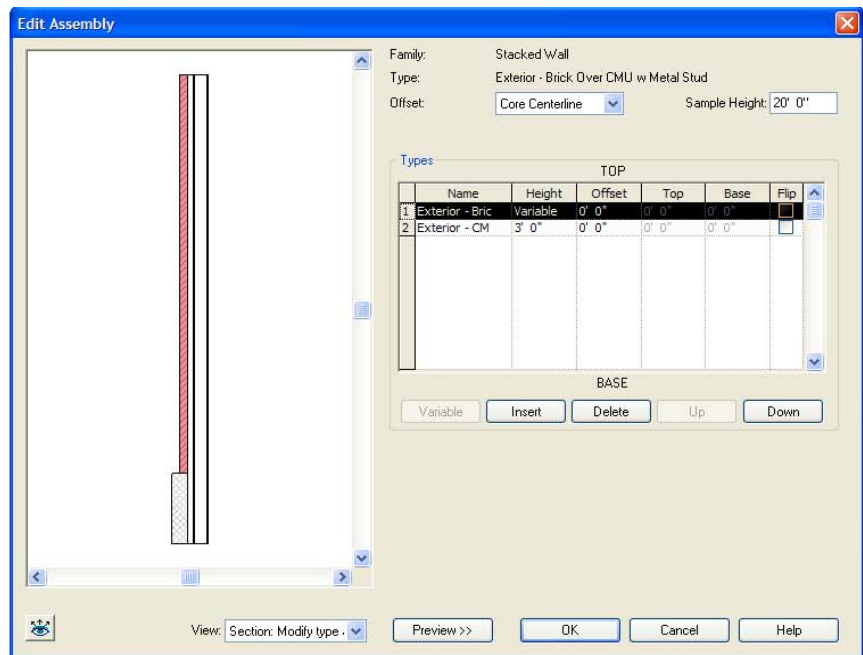 Edit Assembly
Family: Stacked Wall
Type: Exterior - Brick Over CMU w Metal Stud
Offset: Core Centerline Sample Height: 20' 0"
Types
TOP
Name Height Offset Top Base Flip
1 Exterior - Bric Variable 0' 0" 0' 0" 0' 0"
2 Exterior - CM 3' 0" 0' 0" 0' 0" 0' 0"
BASE
Variable Insert Delete Up Down
View: Section: Modify type Preview >> OK Cancel Help